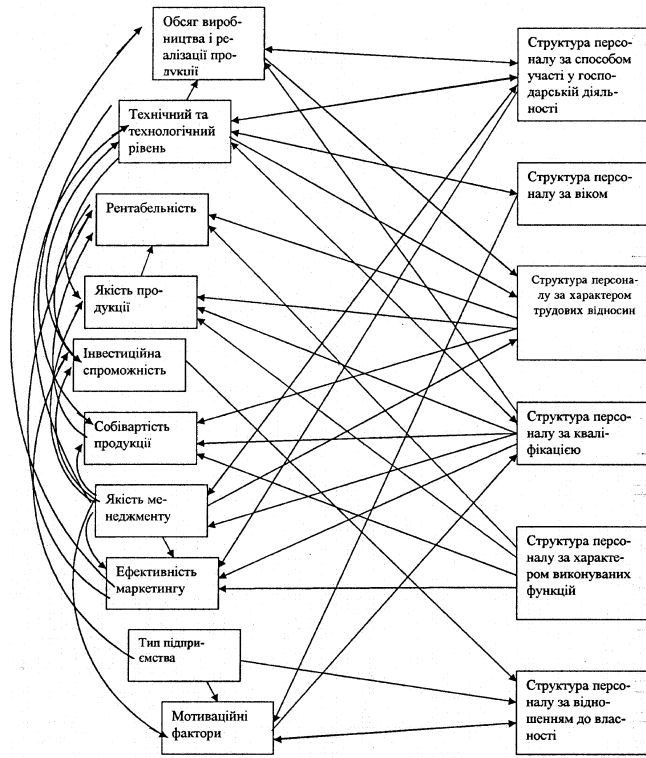 Обсяг вироб-
ництва і ре-
алізації про-
дукції
Технічний та
технологічний
рівень
Рентабельність
Якість про-
дукції
Інвестиційна
спроможність
Собівартість
продукції
Якість ме-
неджменту
Ефективність
маркетингу
Тип підпри-
ємства
Мотиваційні
фактори
Структура персо-
налу за способом
участі у госпо-
дарській діяль-
ності
Структура персо-
налу за віком
Структура персона-
лу за характером
трудових відносин
Структура персо-
налу за квалі-
фікацією
Структура персо-
налу за характе-
ром виконуваних
функцій
Структура персо-
налу за відно-
шенням до влас-
ності